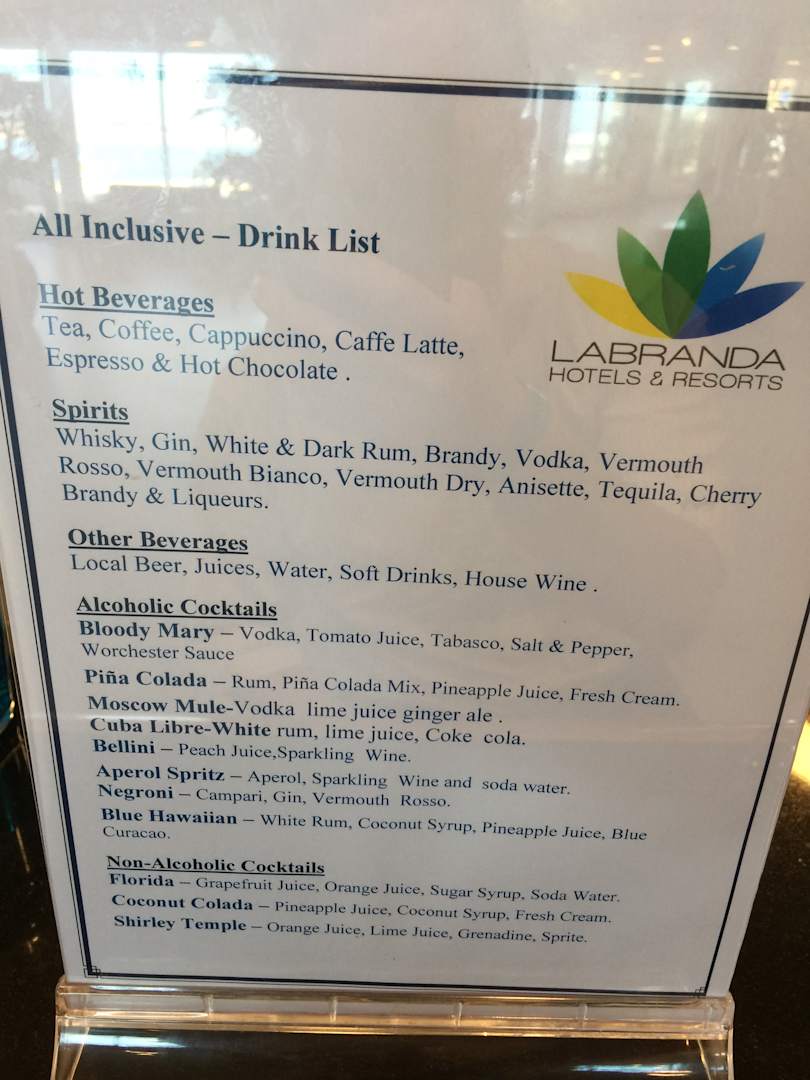 All Inclusive – Drink List
LABRANDA
HOTELS & RESORTS
Hot Beverages
Tea, Coffee, Cappuccino, Caffe Latte,
Espresso & Hot Chocolate .
Spirits
Whisky, Gin, White & Dark Rum, Brandy, Vodka, Vermouth
Rosso, Vermouth Bianco, Vermouth Dry, Anisette, Tequila, Cherry
Brandy & Liqueurs.
Other Beverages
Local Beer, Juices, Water, Soft Drinks, House Wine .
Alcoholic Cocktails
Bloody Mary – Vodka, Tomato Juice, Tabasco, Salt & Pepper,
Worchester Sauce
Piña Colada – Rum, Piña Colada Mix, Pineapple Juice, Fresh Cream.
Moscow Mule-Vodka lime juice ginger ale .
Cuba Libre-White rum, lime juice, Coke cola.
Bellini – Peach Juice,Sparkling Wine.
Aperol Spritz – Aperol, Sparkling Wine and soda water.
Negroni – Campari, Gin, Vermouth Rosso.
Blue Hawaiian – White Rum, Coconut Syrup, Pineapple Juice, Blue
Curacao.
Non-Alcoholic Cocktails
Florida – Grapefruit Juice, Orange Juice, Sugar Syrup, Soda Water.
Coconut Colada – Pineapple Juice, Coconut Syrup, Fresh Cream.
Shirley Temple – Orange Juice, Lime Juice, Grenadine, Sprite.